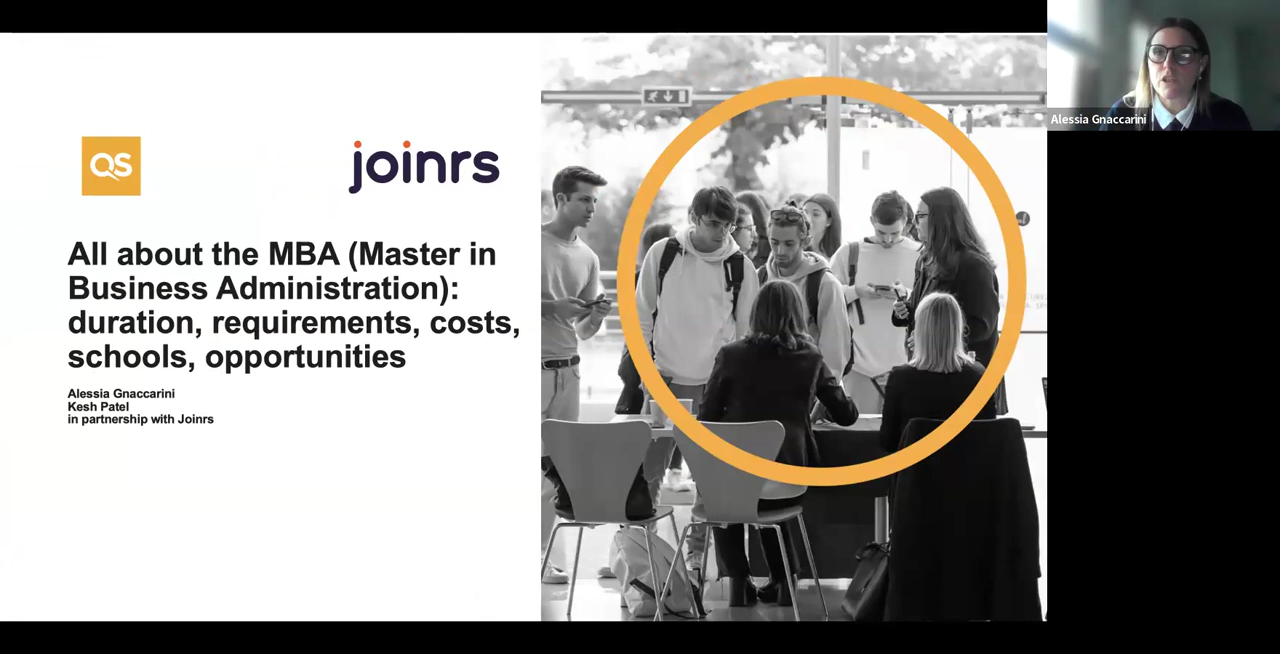 QS
joinrs
All about the MBA (Master in
Business Administration):
duration, requirements, costs,
schools, opportunities
Alessia Gnaccarini
Kesh Patel
in partnership with Joinrs
Alessia Gnaccarini